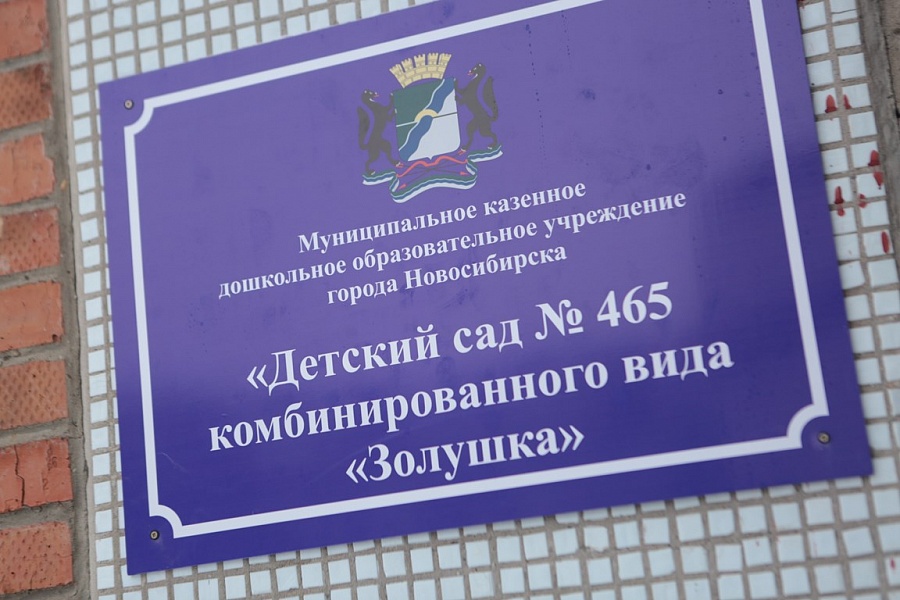 Муниципальное казенное
дошкольное образовательное учреждение
города Новосибирска
«Детский сад № 465
комбинированного вида
«Золушка»